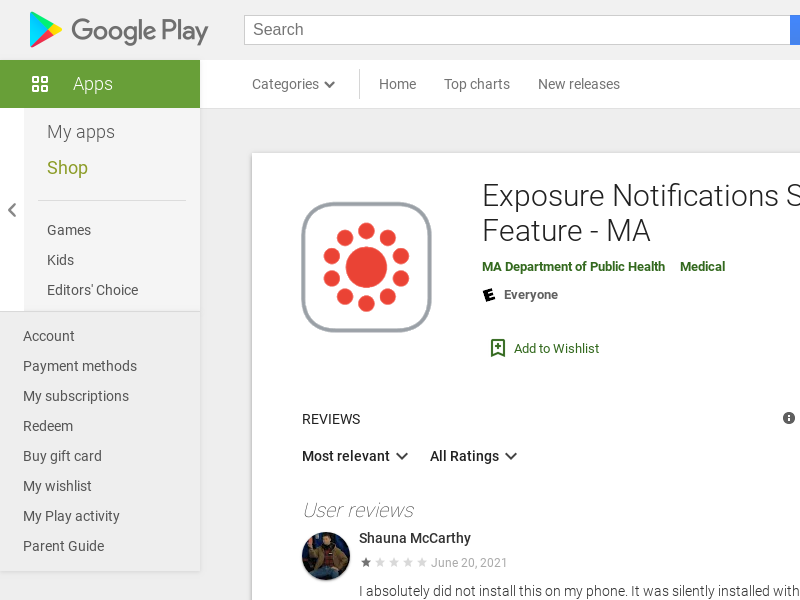 Google Play
Search
Apps
Categories
Home
Top charts
New releases
My apps
Shop
Games
Kids
Editors' Choice
Account
Payment methods
My subscriptions
Redeem
Buy gift card
My wishlist
My Play activity
Parent Guide
Exposure Notifications S
Feature - MA
MA Department of Public Health Medical
E Everyone
Add to Wishlist
REVIEWS
Most relevant All Ratings
User reviews
Shauna McCarthy
June 20, 2021
I absolutely did not install this on my phone. It was silently installed with